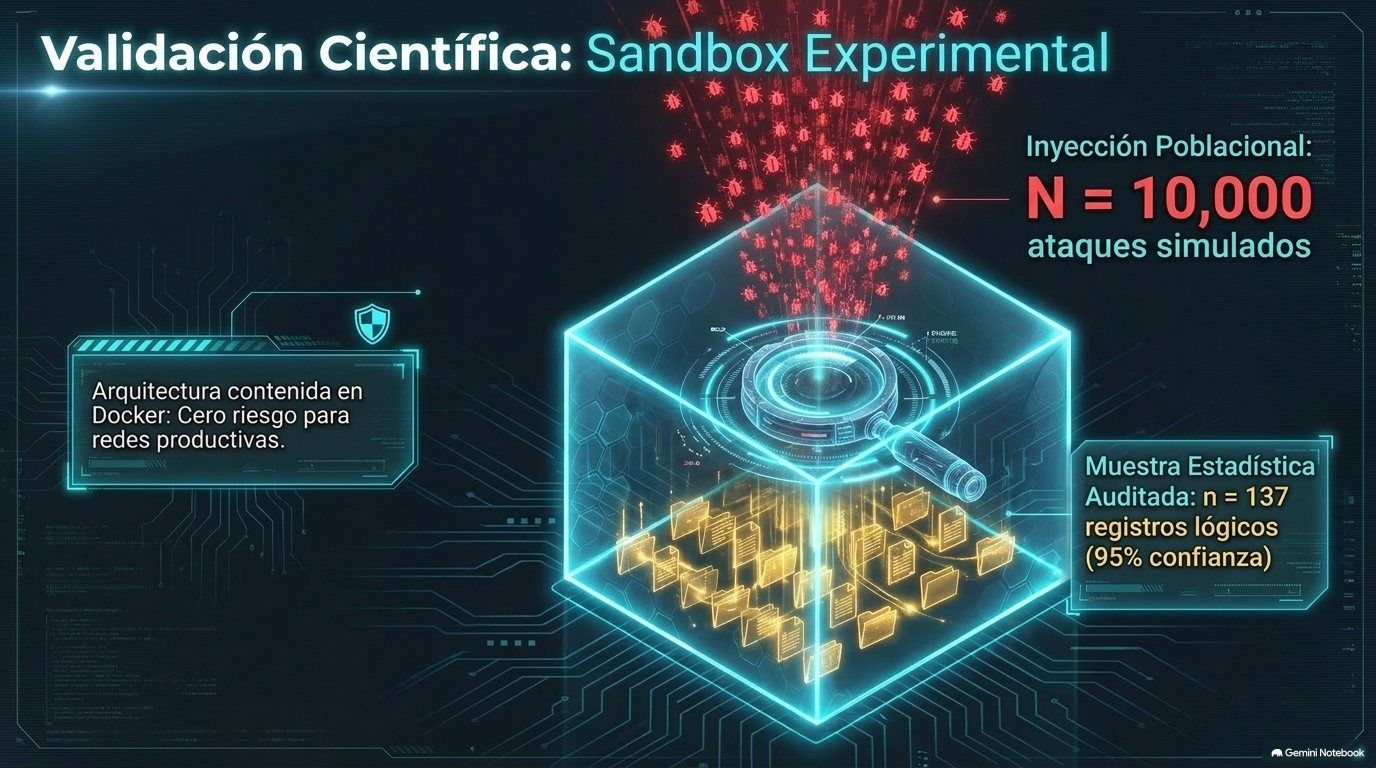 Validación Científica: Sandbox Experimental
Inyección Poblacional:
N = 10,000
ataques simulados
Arquitectura contenida en
Docker: Cero riesgo para
redes productivas.
Muestra Estadística
Auditada: n = 137
registros lógicos
(95% confianza)
Gemini Notebook